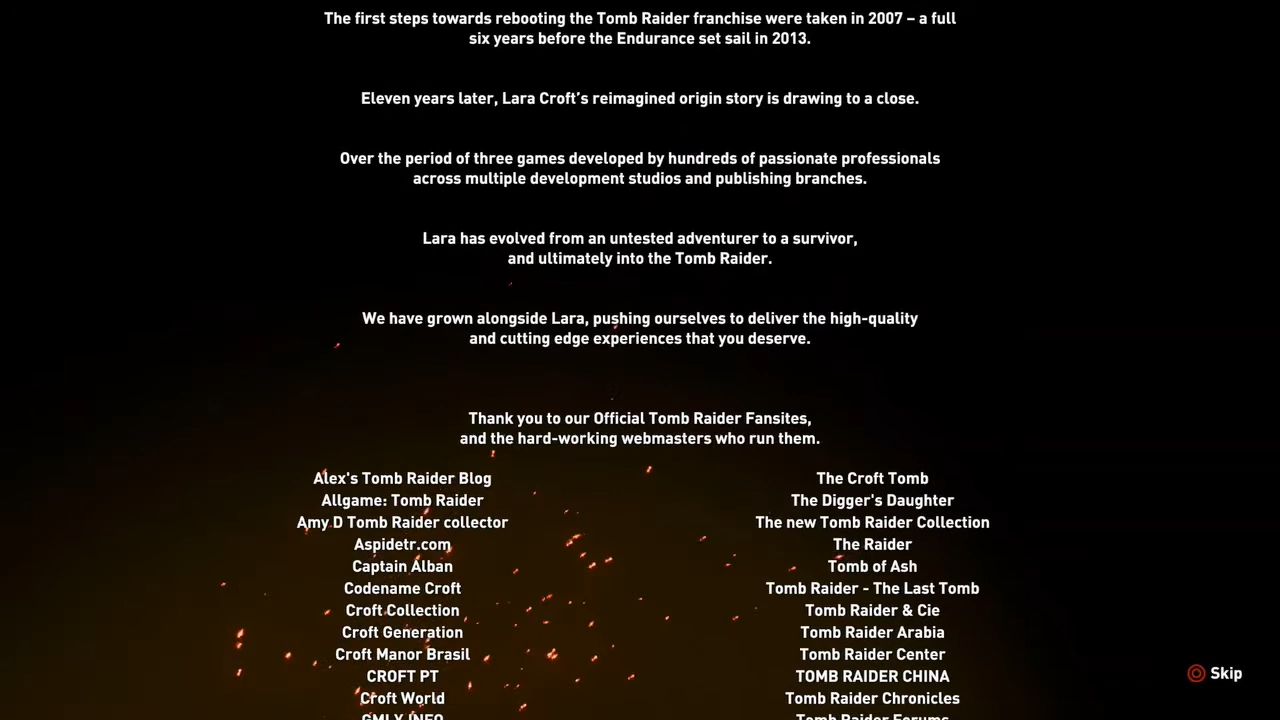 The first steps towards rebooting the Tomb Raider franchise were taken in 2007 – a full
six years before the Endurance set sail in 2013.
Eleven years later, Lara Croft's reimagined origin story is drawing to a close.
Over the period of three games developed by hundreds of passionate professionals
across multiple development studios and publishing branches.
Lara has evolved from an untested adventurer to a survivor,
and ultimately into the Tomb Raider.
We have grown alongside Lara, pushing ourselves to deliver the high-quality
and cutting edge experiences that you deserve.
Thank you to our Official Tomb Raider Fansites,
and the hard-working webmasters who run them.
Alex's Tomb Raider Blog
Allgame: Tomb Raider
Amy D Tomb Raider collector
Aspidetr.com
Captain Alban
Codename Croft
Croft Collection
Croft Generation
Croft Manor Brasil
CROFT PT
Croft World
GMLY INFO
The Croft Tomb
The Digger's Daughter
The new Tomb Raider Collection
The Raider
Tomb of Ash
Tomb Raider - The Last Tomb
Tomb Raider & Cie
Tomb Raider Arabia
Tomb Raider Center
TOMB RAIDER CHINA
Tomb Raider Chronicles
Tomb Raider Forums
Skip